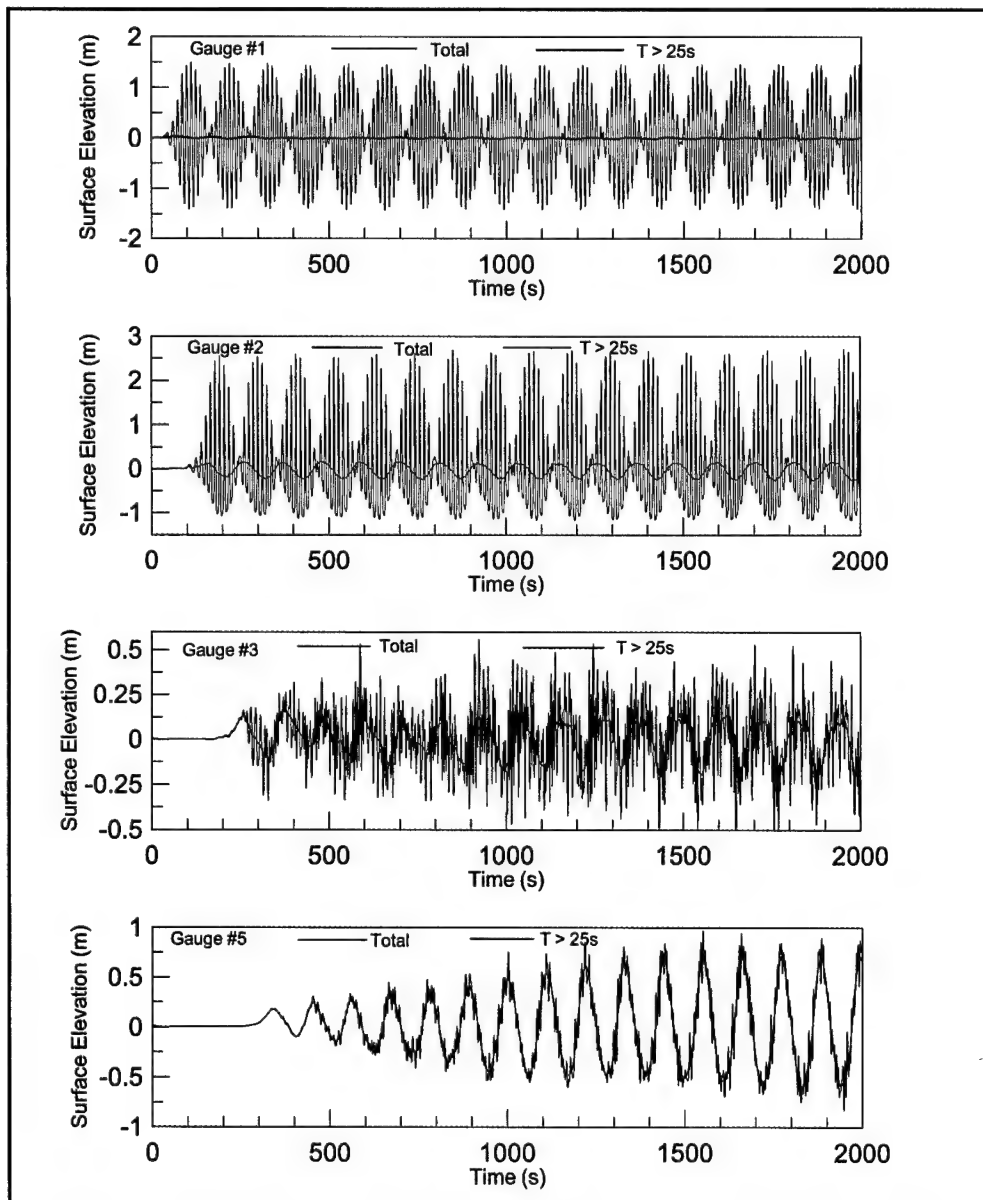 Gauge #1 Total T > 25s
Surface Elevation (m)
2
1
0
-1
-2
0 500 1000 1500 2000
Time (s)
Gauge #2 Total T > 25s
Surface Elevation (m)
3
2
1
0
-1
0 500 1000 1500 2000
Time (s)
Gauge #3 Total T > 25s
Surface Elevation (m)
0.5
0.25
0
-0.25
-0.5
0 500 1000 1500 2000
Time (s)
Gauge #5 Total T > 25s
Surface Elevation (m)
1
0.5
0
-0.5
-1
0 500 1000 1500 2000
Time (s)